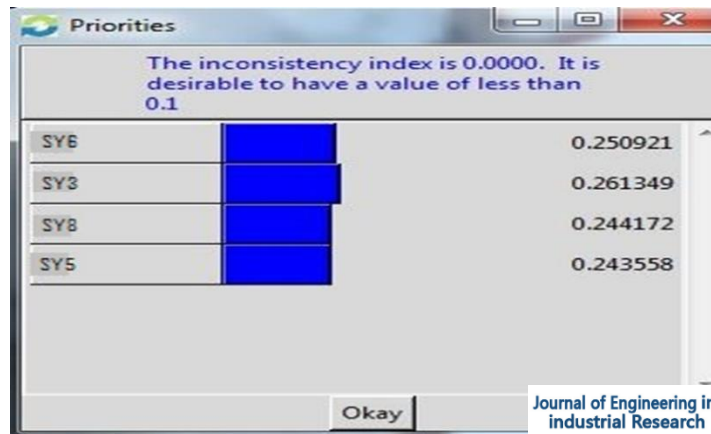 Priorities
The inconsistency index is 0.0000. It is
desirable to have a value of less than
0.1
SY6 0.250921
SY3 0.261349
SY8 0.244172
SY5 0.243558
Okay
Journal of Engineering in
industrial Research